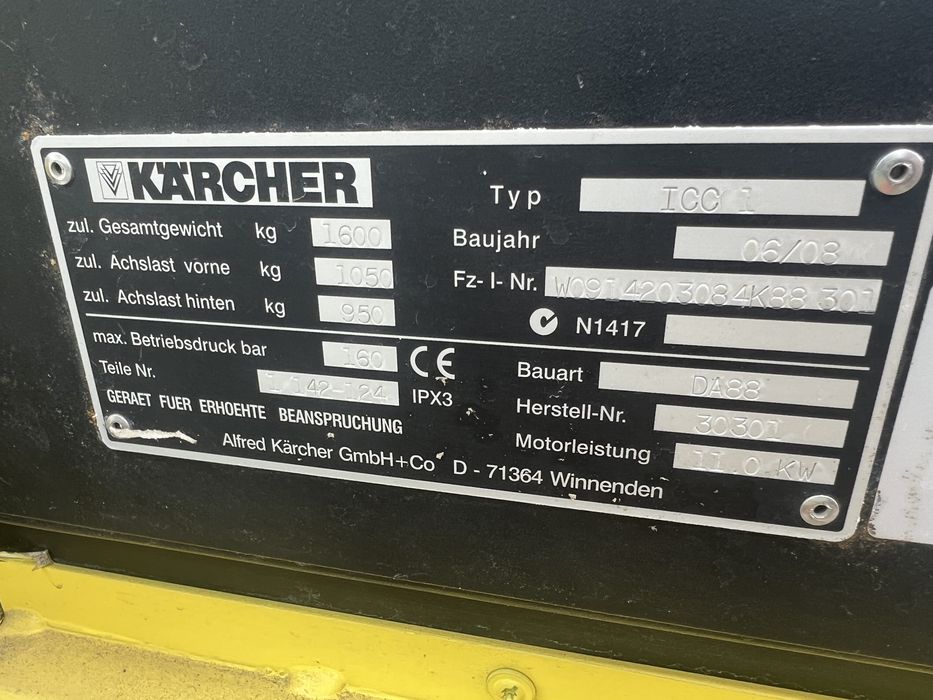 KÄRCHER
zul. Gesamtgewicht kg 1600
zul. Achslast vorne kg 1050
zul. Achslast hinten kg 950
max. Betriebsdruck bar 160
Teile Nr. 1/142-124
CE
IPX3
GERAET FUER ERHOEHTE BEANSPRUCHUNG
Typ ICC 1
Baujahr 06/08
Fz-I-Nr. W0914203084K88 301
N1417
Bauart DA88
Herstell-Nr. 30301
Motorleistung 11.0 KW
Alfred Kärcher GmbH+Co D - 71364 Winnenden